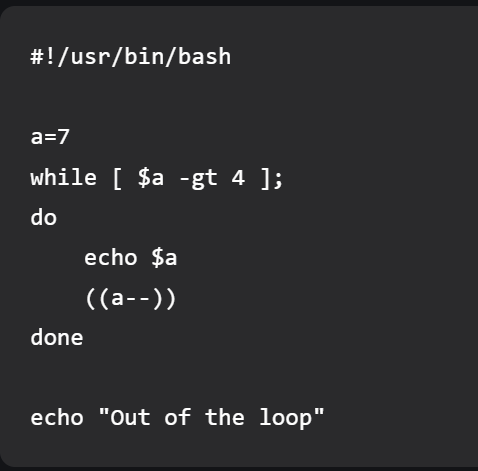 #!/usr/bin/bash
a=7
while [ $a -gt 4 ];
do
    echo $a
    ((a--))
done
echo "Out of the loop"